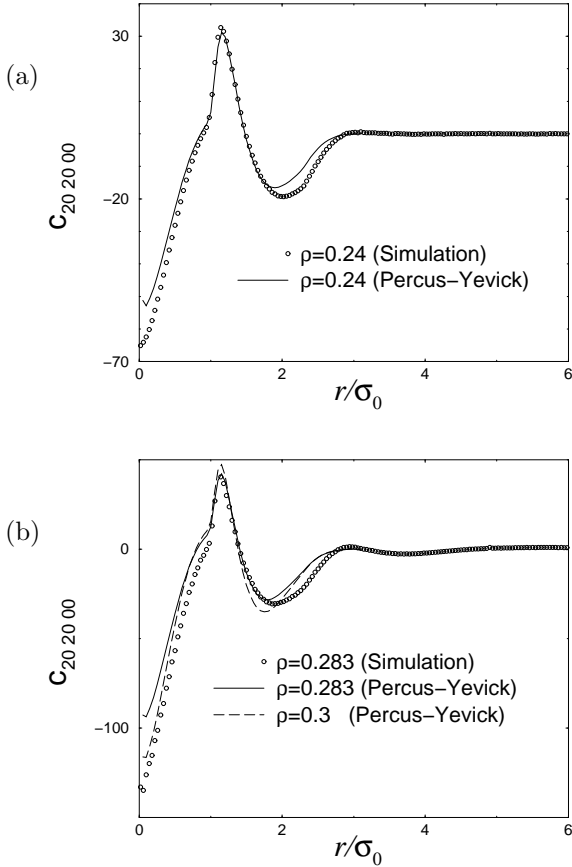 (a)
30
−20
−70
c20 20 00
ρ=0.24 (Simulation)
ρ=0.24 (Percus−Yevick)
0 2 4 6
r/σ0
(b)
0
−100
c20 20 00
ρ=0.283 (Simulation)
ρ=0.283 (Percus−Yevick)
ρ=0.3 (Percus−Yevick)
0 2 4 6
r/σ0